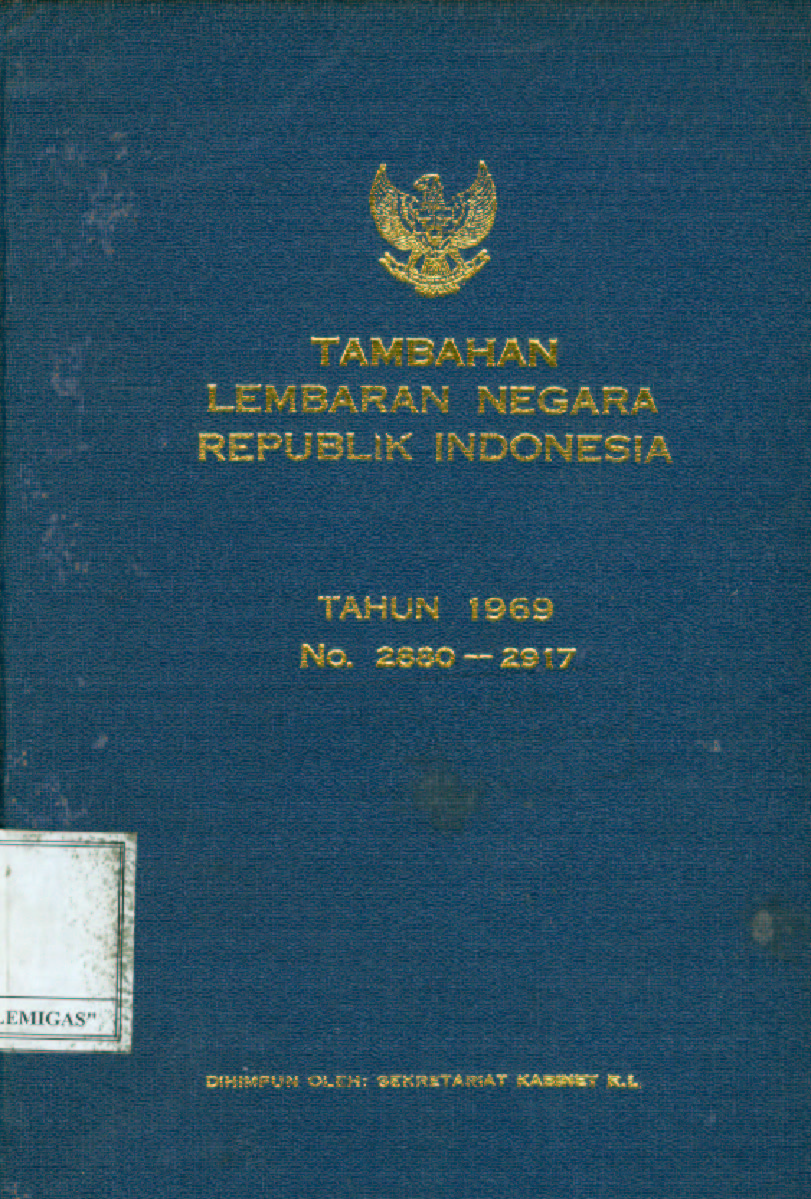 TAMBAHAN
LEMBARAN NEGARA
REPUBLIK INDONESIA
TAHUN 1969
No. 2880 — 2917
LEMIGAS"
DIHIMPUN OLEH: SEKRETARIAT KABINET R.I.